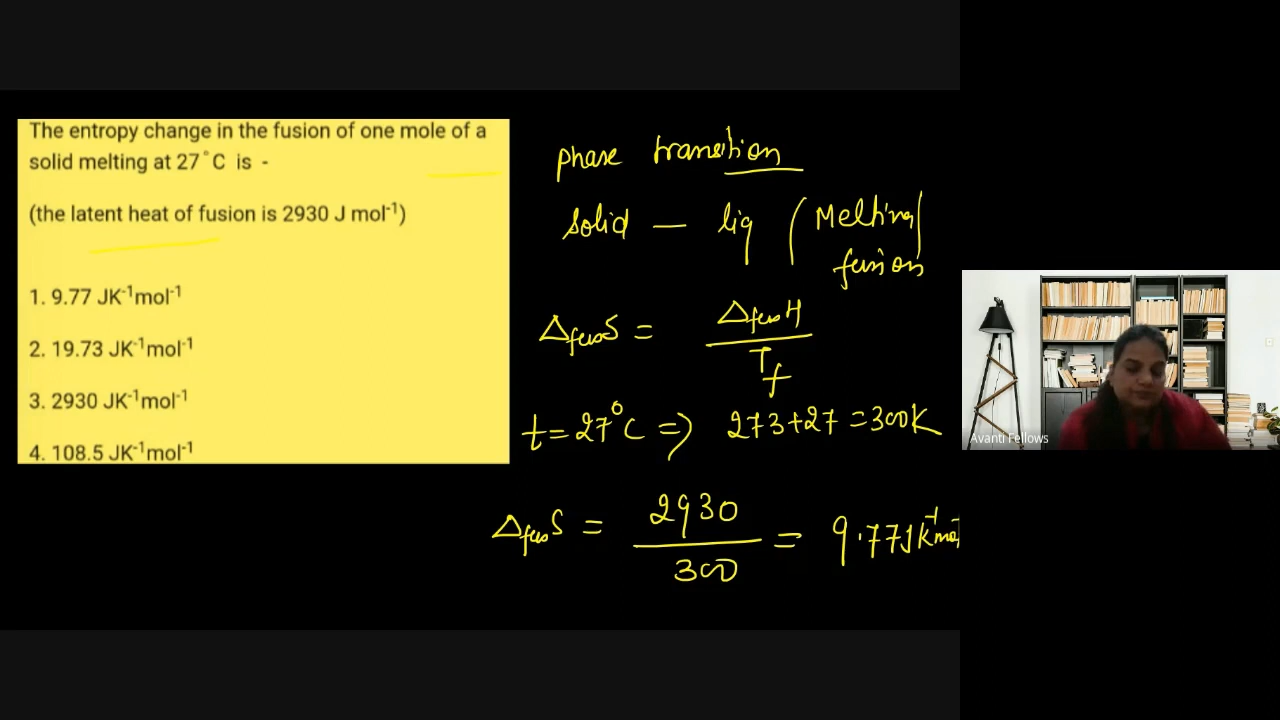 The entropy change in the fusion of one mole of a
solid melting at 27°C is -
(the latent heat of fusion is 2930 J mol⁻¹)
1. 9.77 JK⁻¹mol⁻¹
2. 19.73 JK⁻¹mol⁻¹
3. 2930 JK⁻¹mol⁻¹
4. 108.5 JK⁻¹mol⁻¹
phase transition
solid — liq (Melting/
fusion
ΔfusS = ΔfusH
Tf
t = 27°C => 273+27 = 300K
ΔfusS = 2930
300
= 9.77JK⁻¹mol⁻
Avanti Fellows